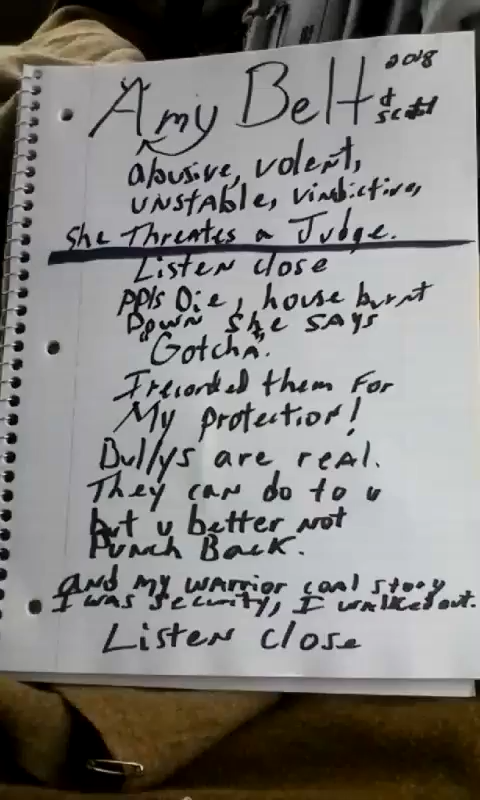 2018
Amy Belt
&
abusive, volent,
UNSTABLE, vindictive,
She Threates a Judge.
Listen close
ppls Die, house burnt
Down she says
Gotcha.
I recorded them for
My protection!
Bullys are real.
They can do to u
but u better not
Punch Back.
And my warrior coal story
I was security, I walked out.
Listen close